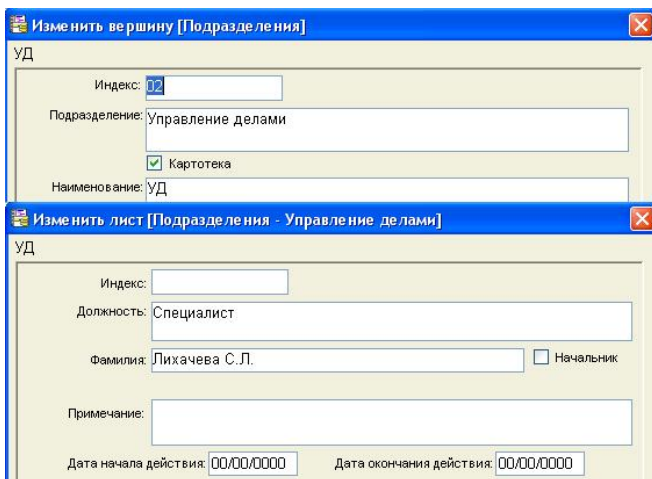 Изменить вершину [Подразделения]
УД
Индекс: 02
Подразделение: Управление делами
Картотека
Наименование: УД
Изменить лист [Подразделения - Управление делами]
УД
Индекс:
Должность: Специалист
Фамилия: Лихачева С.Л. Начальник
Примечание:
Дата начала действия: 00/00/0000 Дата окончания действия: 00/00/0000